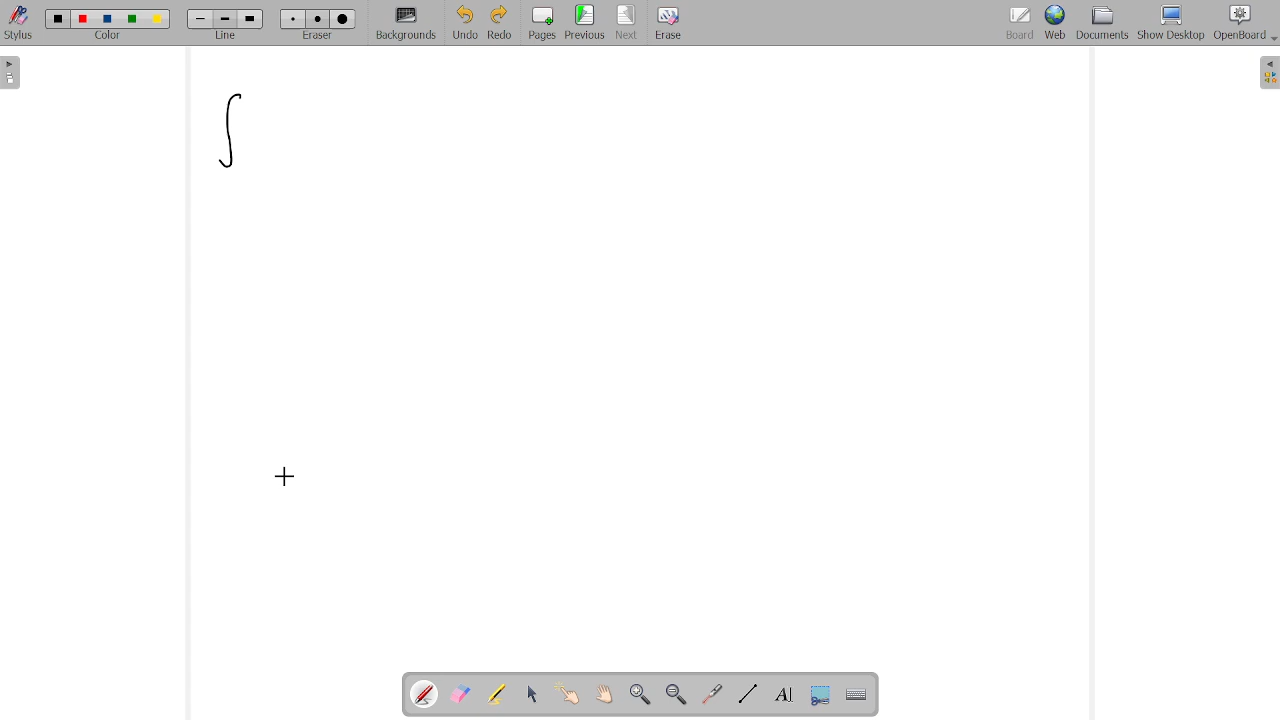 Stylus Color Line Eraser Backgrounds Undo Redo Pages Previous Next Erase Board Web Documents Show Desktop OpenBoard
∫